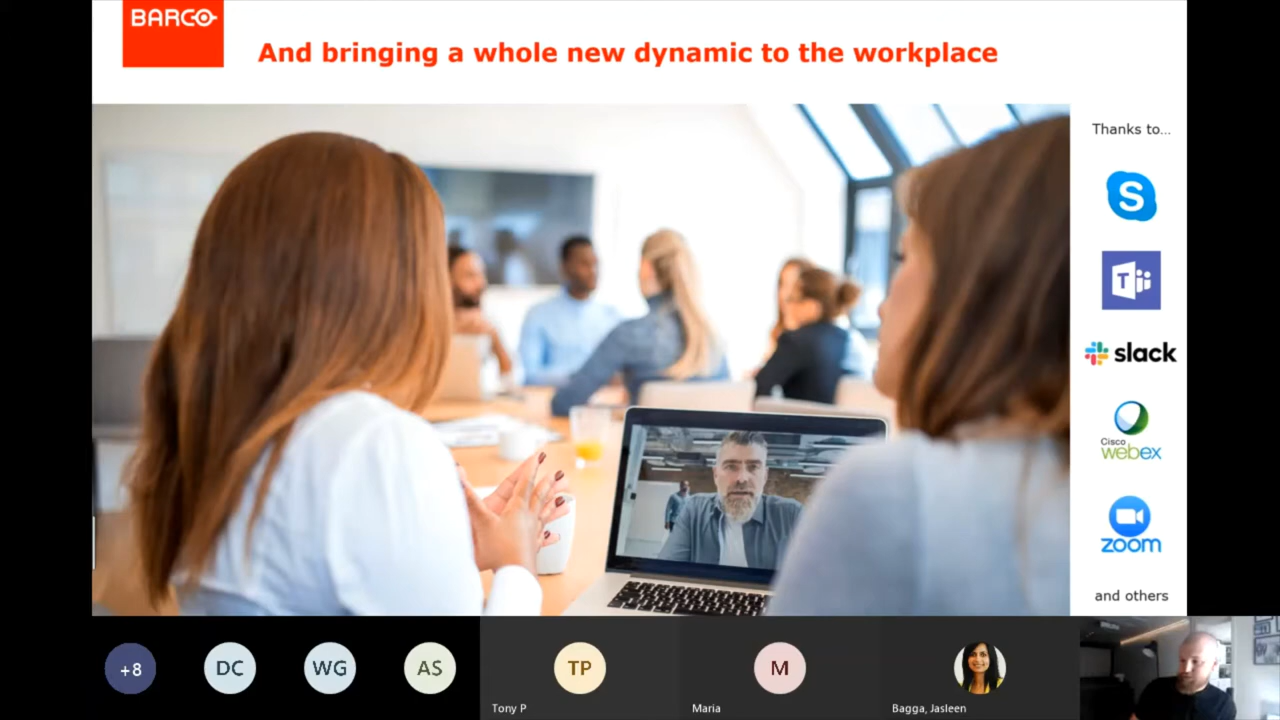 BARCO
And bringing a whole new dynamic to the workplace
Thanks to...
S
T
slack
Cisco
webex
zoom
and others
+8
DC
WG
AS
TP
M
Tony P
Maria
Bagga, Jasleen